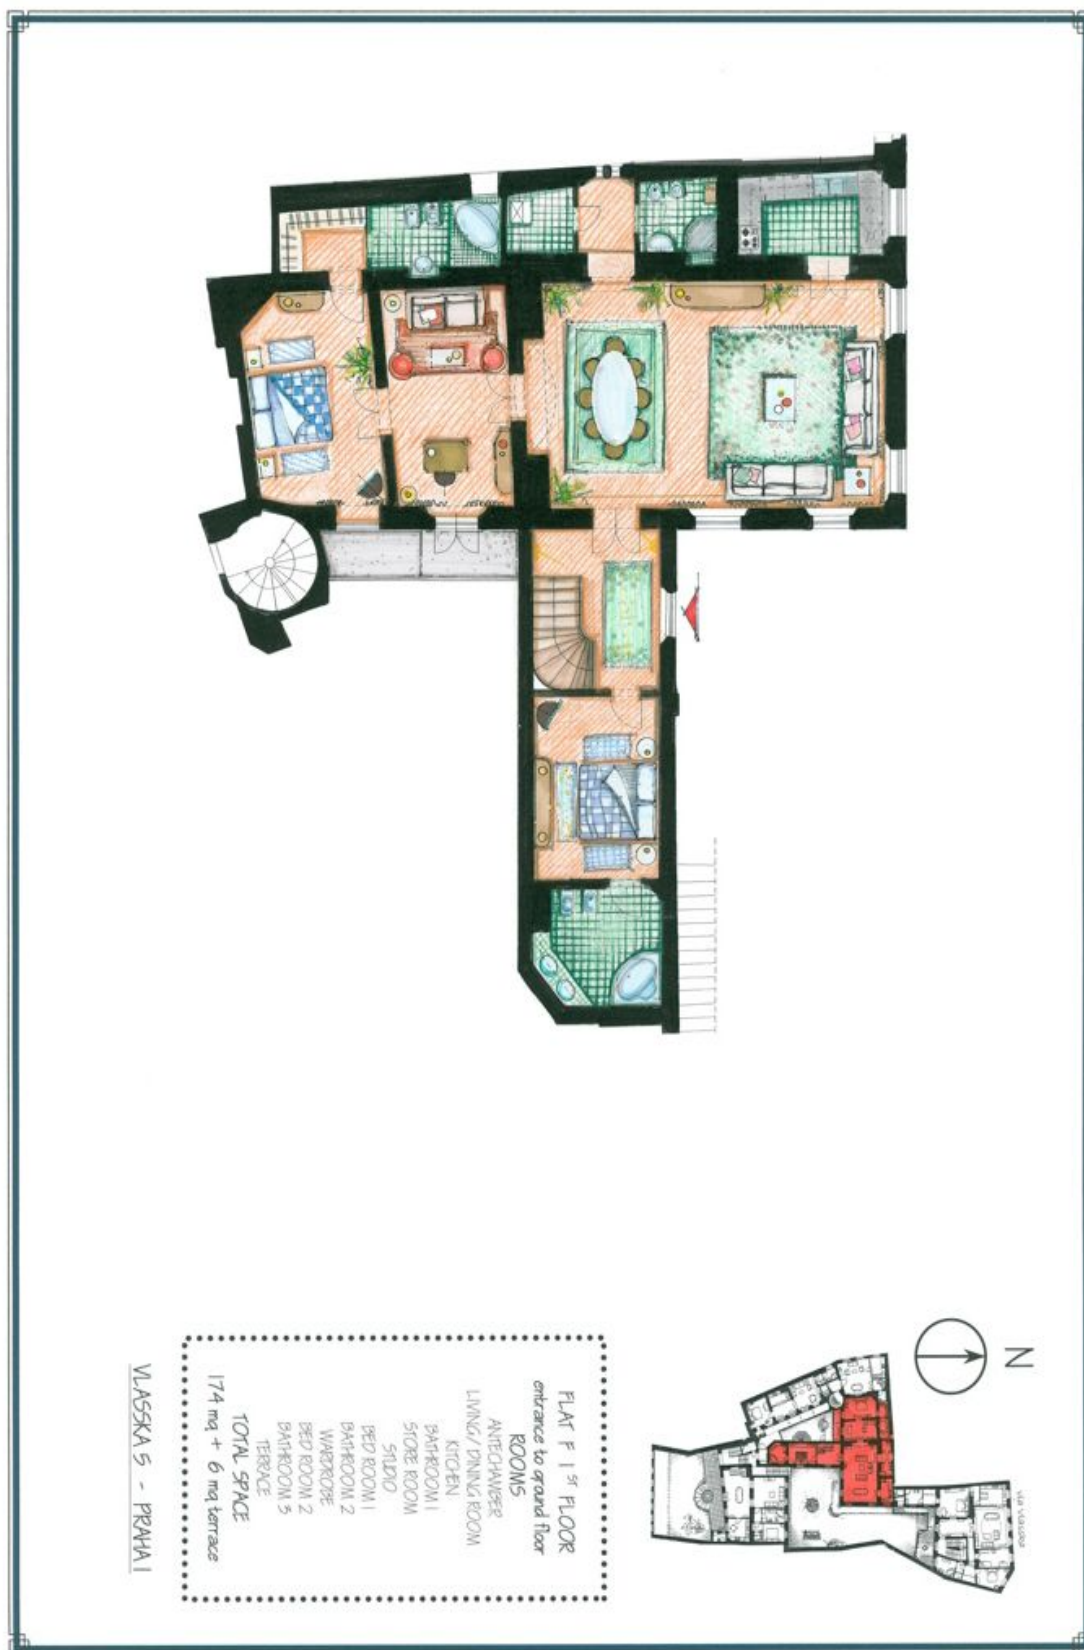 N
FLAT F 1ST FLOOR
entrance to ground floor
ROOMS
ANTECHAMBER
LIVING/DINING ROOM
KITCHEN
BATHROOM 1
STORE ROOM
STUDIO
BED ROOM 1
BATHROOM 2
WARDROBE
BED ROOM 2
BATHROOM 3
TERRACE
TOTAL SPACE
174 mq + 6 mq terrace
VLASSKA 5 - PRAHA 1